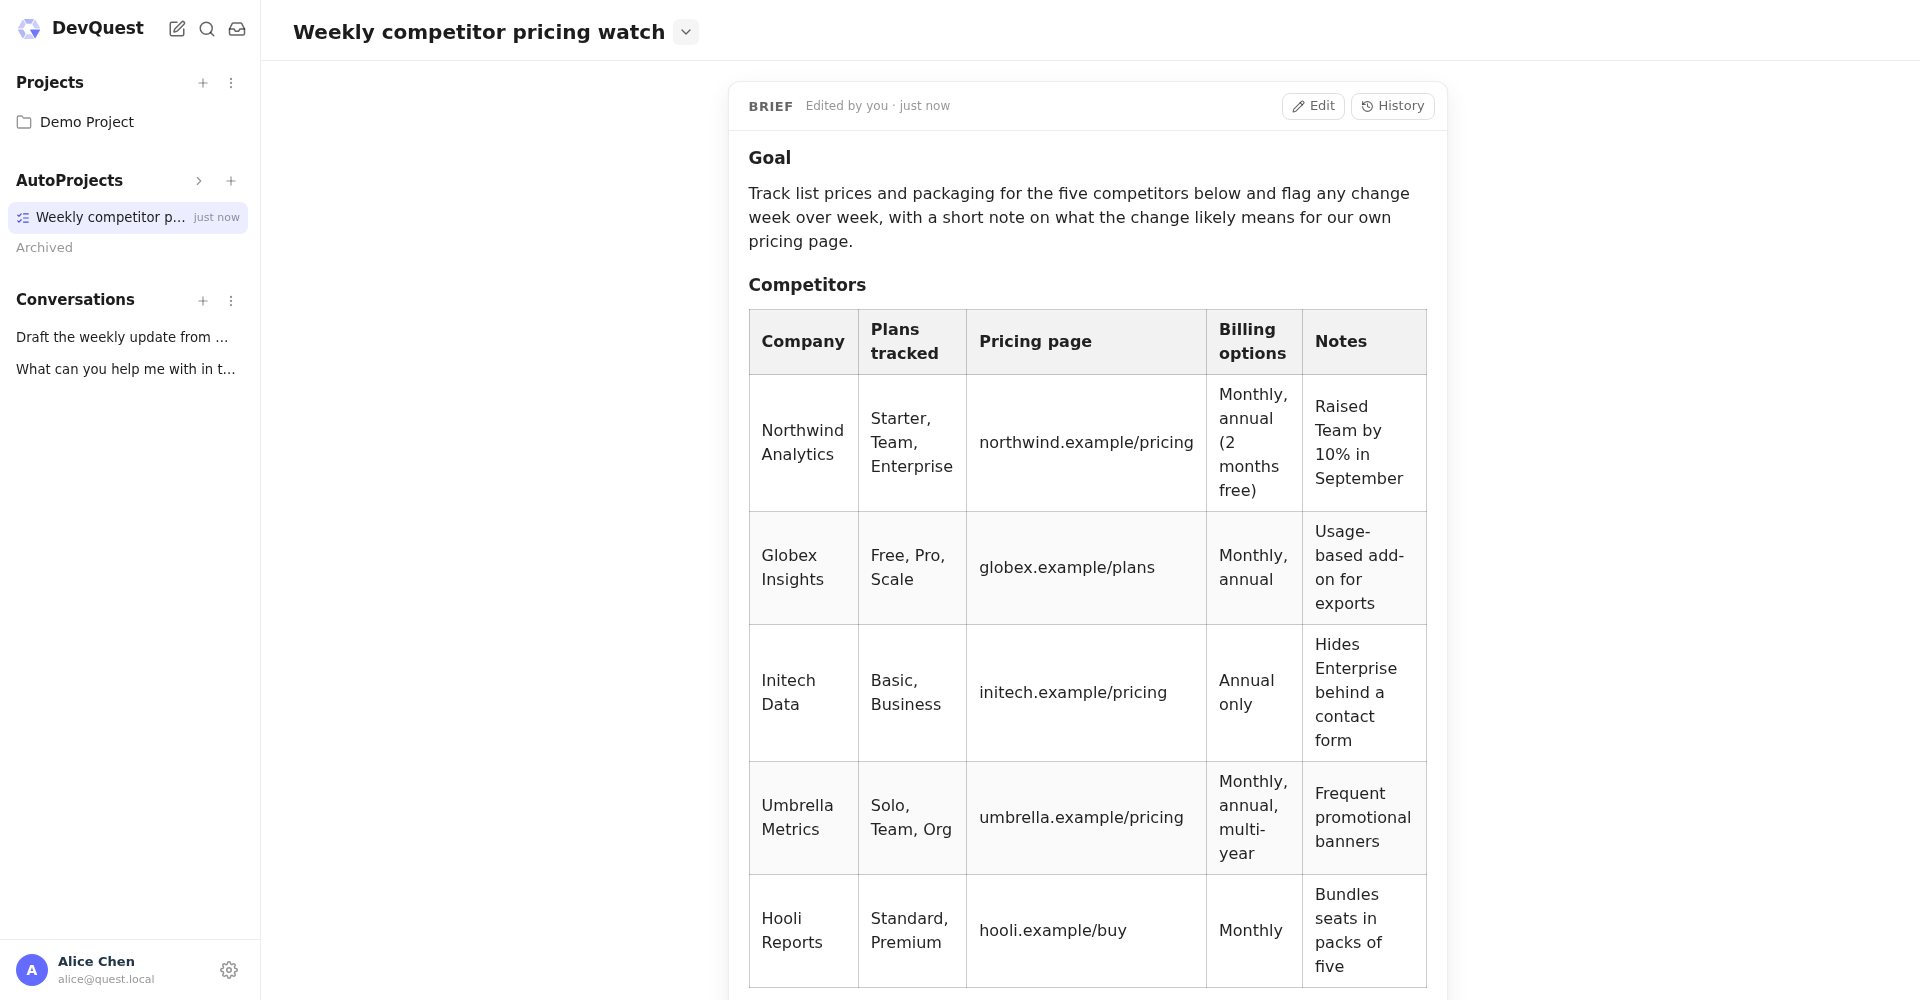 DevQuest
Projects
Demo Project
AutoProjects
Weekly competitor p... just now
Archived
Conversations
Draft the weekly update from ...
What can you help me with in t...
A
Alice Chen
alice@quest.local
Weekly competitor pricing watch
BRIEF Edited by you · just now Edit History
Goal
Track list prices and packaging for the five competitors below and flag any change
week over week, with a short note on what the change likely means for our own
pricing page.
Competitors
Company
Plans
tracked
Pricing page
Billing
options
Notes
Northwind
Analytics
Starter,
Team,
Enterprise
northwind.example/pricing
Monthly,
annual
(2
months
free)
Raised
Team by
10% in
September
Globex
Insights
Free, Pro,
Scale
globex.example/plans
Monthly,
annual
Usage-
based add-
on for
exports
Initech
Data
Basic,
Business
initech.example/pricing
Annual
only
Hides
Enterprise
behind a
contact
form
Umbrella
Metrics
Solo,
Team, Org
umbrella.example/pricing
Monthly,
annual,
multi-
year
Frequent
promotional
banners
Hooli
Reports
Standard,
Premium
hooli.example/buy
Monthly
Bundles
seats in
packs of
five